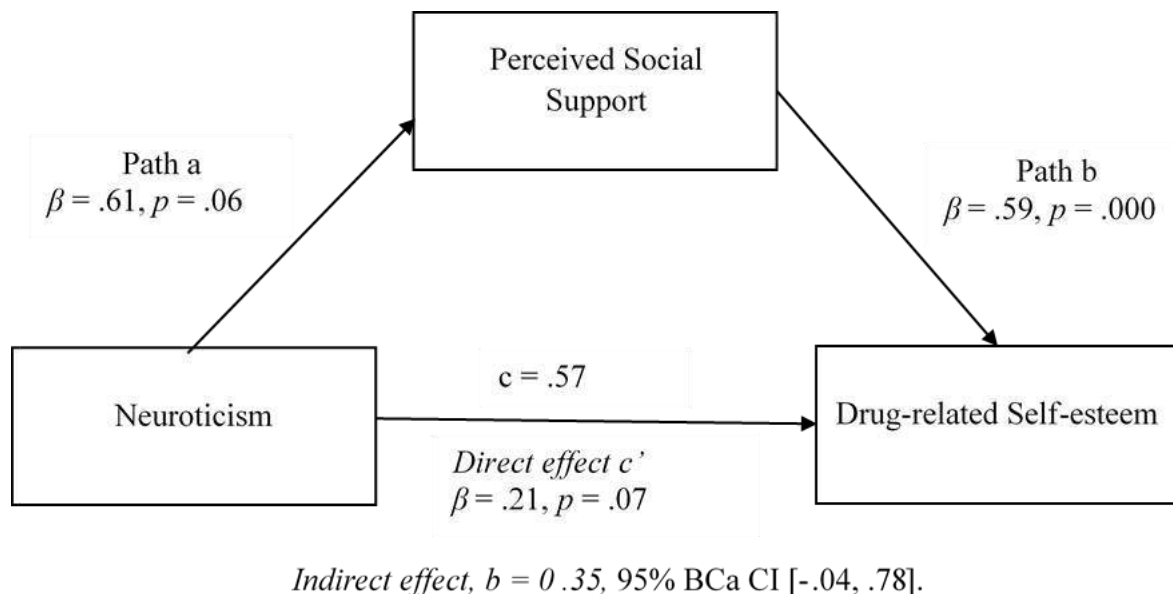 Perceived Social
Support
Path a
β = .61, p = .06
Path b
β = .59, p = .000
Neuroticism
c = .57
Direct effect c’
β = .21, p = .07
Drug-related Self-esteem
Indirect effect, b = 0 .35, 95% BCa CI [-.04, .78].